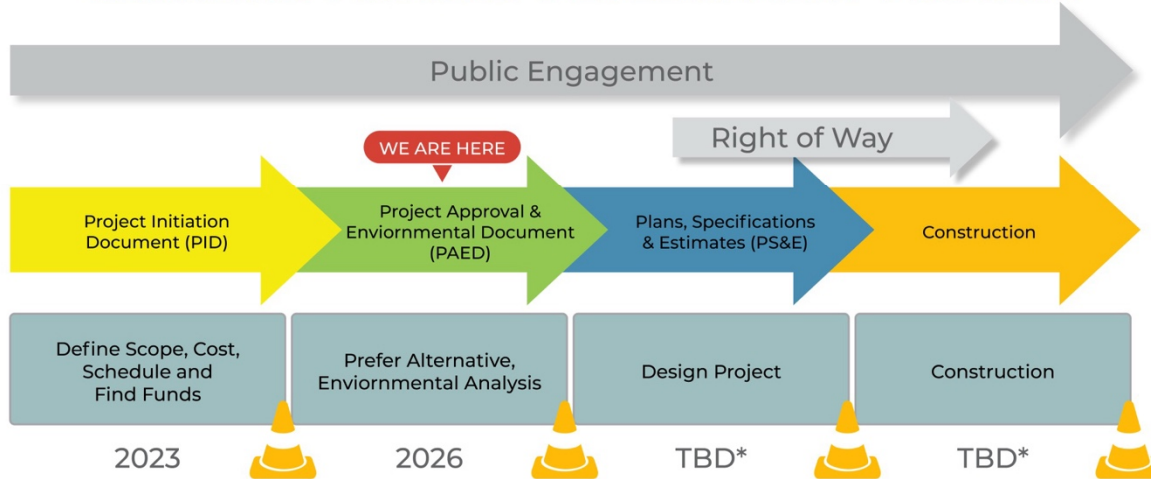 Public Engagement
Right of Way
WE ARE HERE
Project Initiation
Document (PID)
Project Approval &
Enviornmental Document
(PAED)
Plans, Specifications
& Estimates (PS&E)
Construction
Define Scope, Cost,
Schedule and
Find Funds
Prefer Alternative,
Enviornmental Analysis
Design Project
Construction
2023
2026
TBD*
TBD*